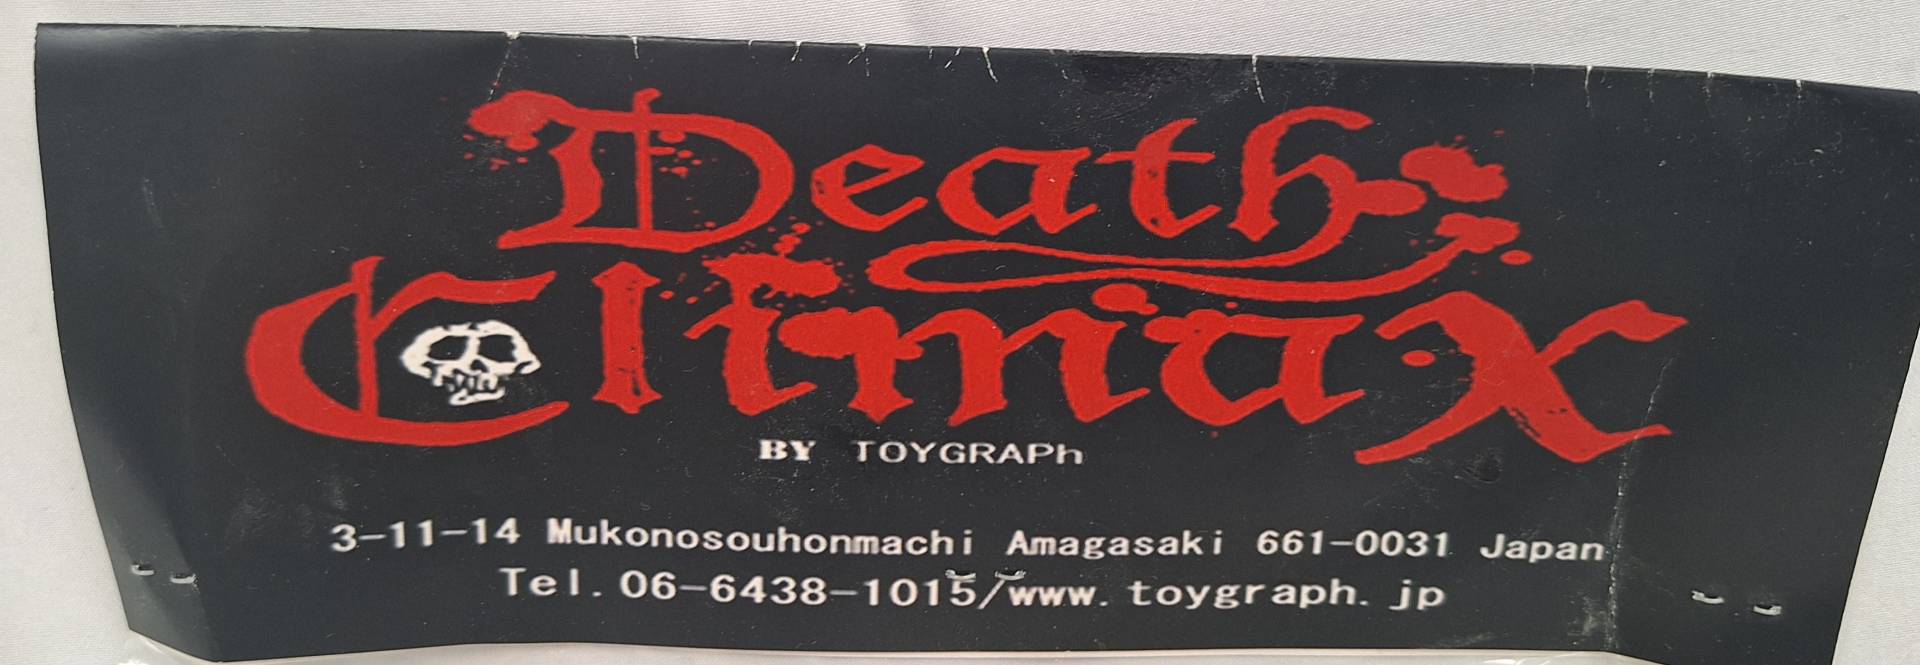 Death
Climax
BY TOYGRAPh
3-11-14 Mukonosouhonmachi Amagasaki 661-0031 Japan
Tel. 06-6438-1015/www. toygraph. jp